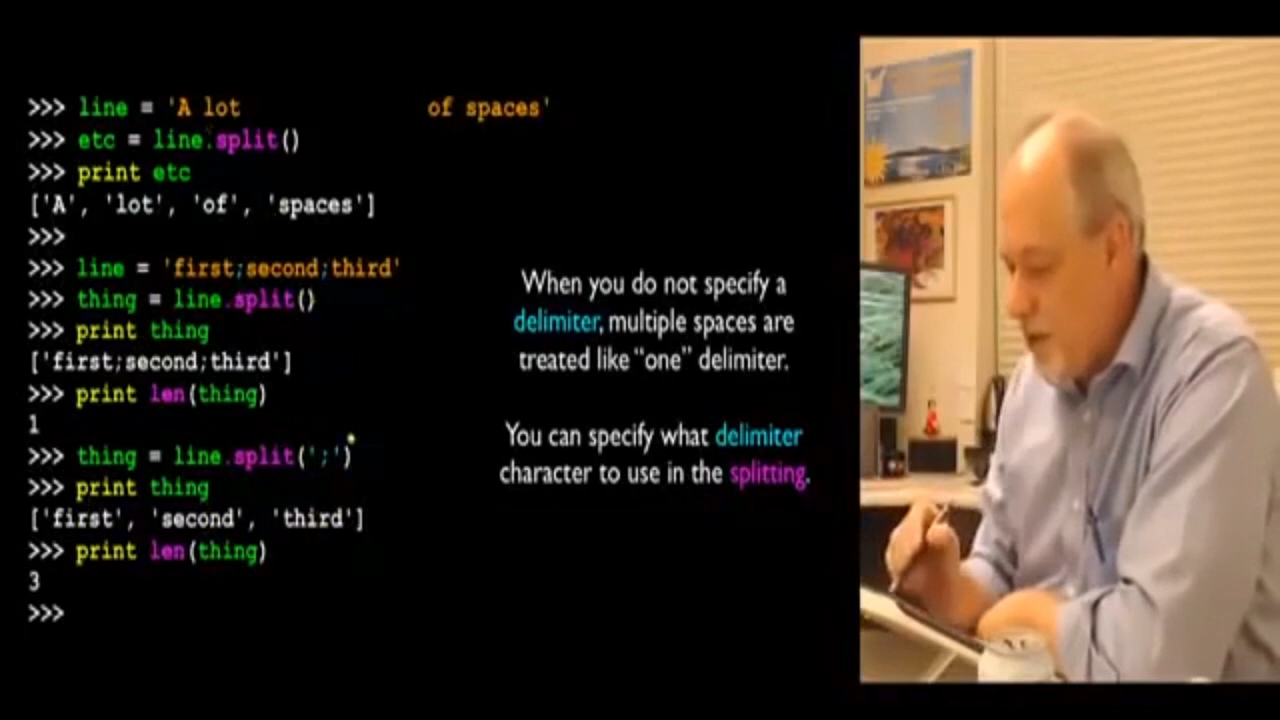 >>> line = 'A lot                of spaces'
>>> etc = line.split()
>>> print etc
['A', 'lot', 'of', 'spaces']
>>>
>>> line = 'first;second;third'
>>> thing = line.split()
>>> print thing
['first;second;third']
>>> print len(thing)
1
>>> thing = line.split(';')
>>> print thing
['first', 'second', 'third']
>>> print len(thing)
3
>>>
When you do not specify a
delimiter, multiple spaces are
treated like “one” delimiter.
You can specify what delimiter
character to use in the splitting.